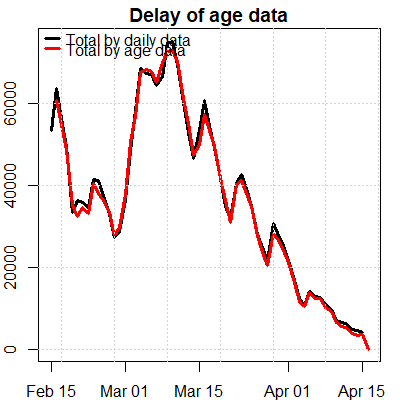 Delay of age data
Total by daily data
Total by age data
60000
40000
20000
0
Feb 15 Mar 01 Mar 15 Apr 01 Apr 15